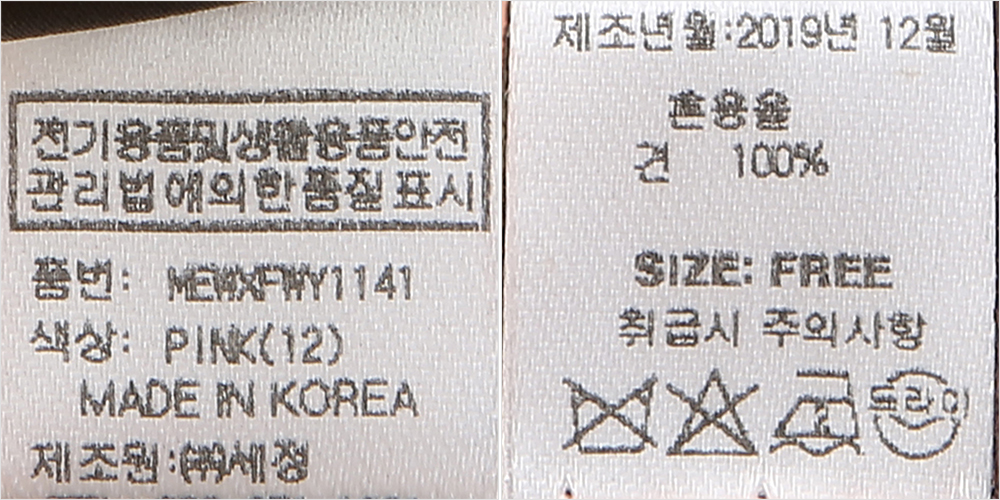 전기용품및생활용품안전
관리법에의한품질표시
품번: MEWXFWY1141
색상: PINK(12)
MADE IN KOREA
제조원:㈜세정
제조년월:2019년 12월
혼용율
견 100%
SIZE: FREE
취급시 주의사항
드라이